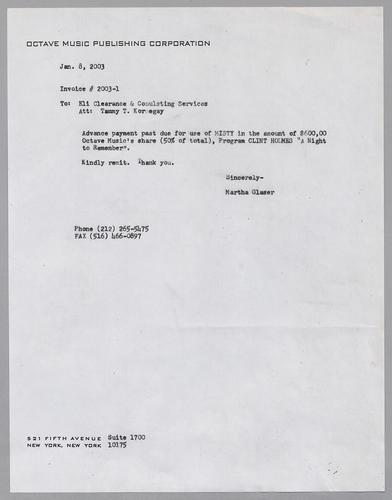 OCTAVE MUSIC PUBLISHING CORPORATION
Jan. 8, 2003
Invoice # 2003-1
To: Eli Clearance & Consulting Services
Att: Tammy T. Kornegay
Advance payment past due for use of MISTY in the amount of $600,00
Octave Music's share (50% of total), Program CLINT HOLMES "A Night
to Remember".
Kindly remit. Thank you.
Sincerely-
Martha Glaser
Phone (212) 265-5475
FAX (516) 466-0897
521 FIFTH AVENUE Suite 1700
NEW YORK, NEW YORK 10175